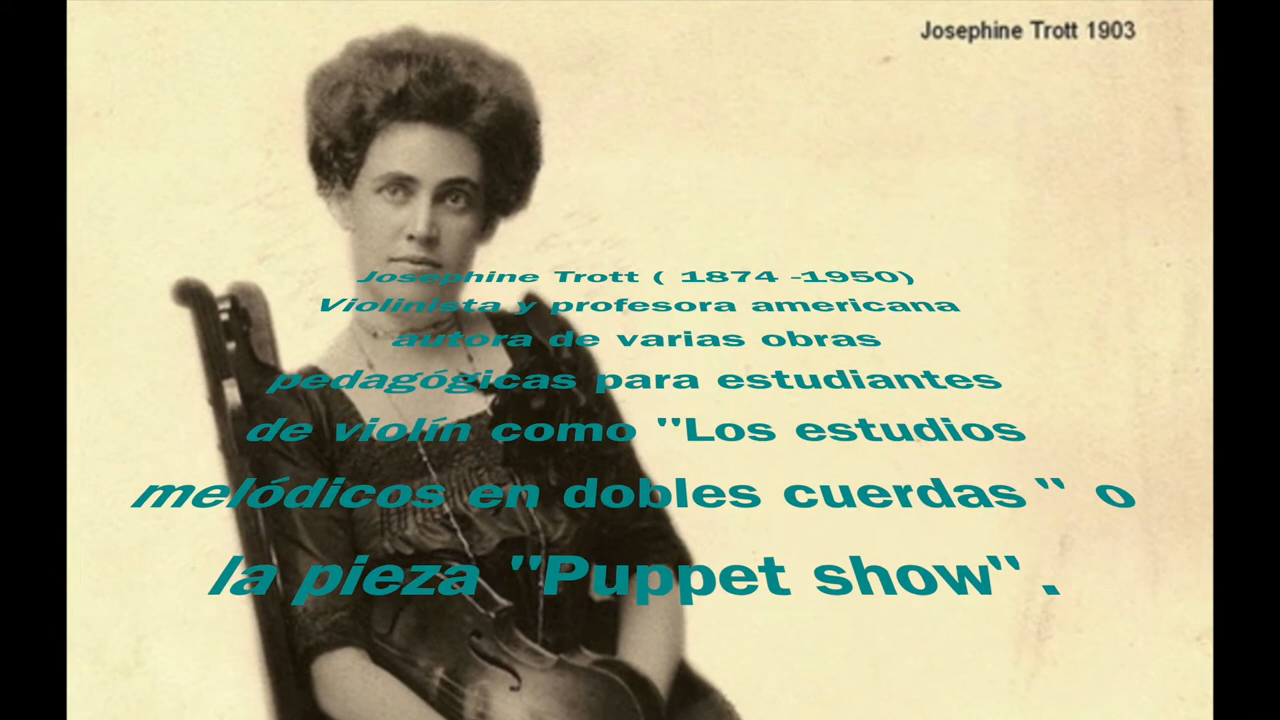 Josephine Trott 1903
Josephine Trott ( 1874 -1950)
Violinista y profesora americana
autora de varias obras
pedagógicas para estudiantes
de violín como "Los estudios
melódicos en dobles cuerdas " o
la pieza "Puppet show" .